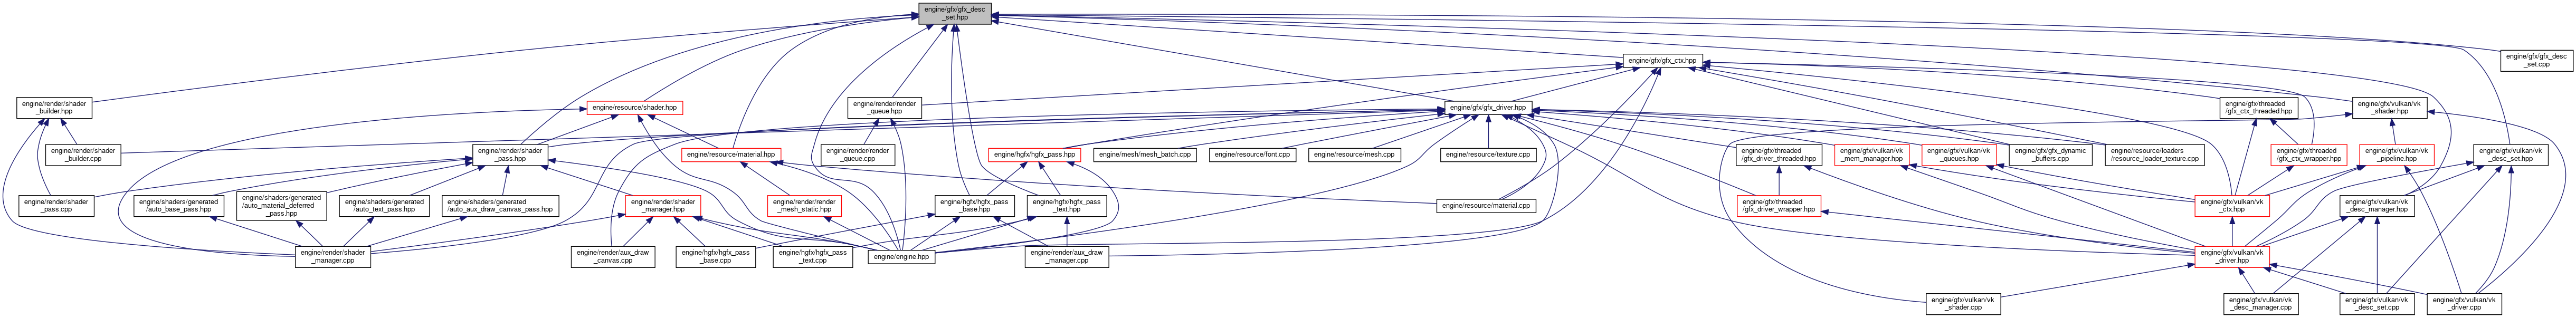 engine/gfx/gfx_desc
_set.hpp
engine/gfx/gfx_ctx.hpp
engine/gfx/gfx_desc
_set.cpp
engine/render/shader
_builder.hpp
engine/resource/shader.hpp
engine/render/render
_queue.hpp
engine/gfx/gfx_driver.hpp
engine/gfx/threaded
/gfx_ctx_threaded.hpp
engine/gfx/vulkan/vk
_shader.hpp
engine/render/shader
_builder.cpp
engine/render/shader
_pass.hpp
engine/resource/material.hpp
engine/render/render
_queue.cpp
engine/hgfx/hgfx_pass.hpp
engine/mesh/mesh_batch.cpp
engine/resource/font.cpp
engine/resource/mesh.cpp
engine/resource/texture.cpp
engine/gfx/threaded
/gfx_driver_threaded.hpp
engine/gfx/vulkan/vk
_mem_manager.hpp
engine/gfx/vulkan/vk
_queues.hpp
engine/gfx/gfx_dynamic
_buffers.cpp
engine/resource/loaders
/resource_loader_texture.cpp
engine/gfx/threaded
/gfx_ctx_wrapper.hpp
engine/gfx/vulkan/vk
_pipeline.hpp
engine/gfx/vulkan/vk
_desc_set.hpp
engine/render/shader
_pass.cpp
engine/shaders/generated
/auto_base_pass.hpp
engine/shaders/generated
/auto_material_deferred
_pass.hpp
engine/shaders/generated
/auto_text_pass.hpp
engine/shaders/generated
/auto_aux_draw_canvas_pass.hpp
engine/render/shader
_manager.hpp
engine/render/render
_mesh_static.hpp
engine/hgfx/hgfx_pass
_base.hpp
engine/hgfx/hgfx_pass
_text.hpp
engine/resource/material.cpp
engine/gfx/threaded
/gfx_driver_wrapper.hpp
engine/gfx/vulkan/vk
_ctx.hpp
engine/gfx/vulkan/vk
_desc_manager.hpp
engine/render/shader
_manager.cpp
engine/render/aux_draw
_canvas.cpp
engine/hgfx/hgfx_pass
_base.cpp
engine/hgfx/hgfx_pass
_text.cpp
engine/engine.hpp
engine/render/aux_draw
_manager.cpp
engine/gfx/vulkan/vk
_driver.hpp
engine/gfx/vulkan/vk
_shader.cpp
engine/gfx/vulkan/vk
_desc_manager.cpp
engine/gfx/vulkan/vk
_desc_set.cpp
engine/gfx/vulkan/vk
_driver.cpp